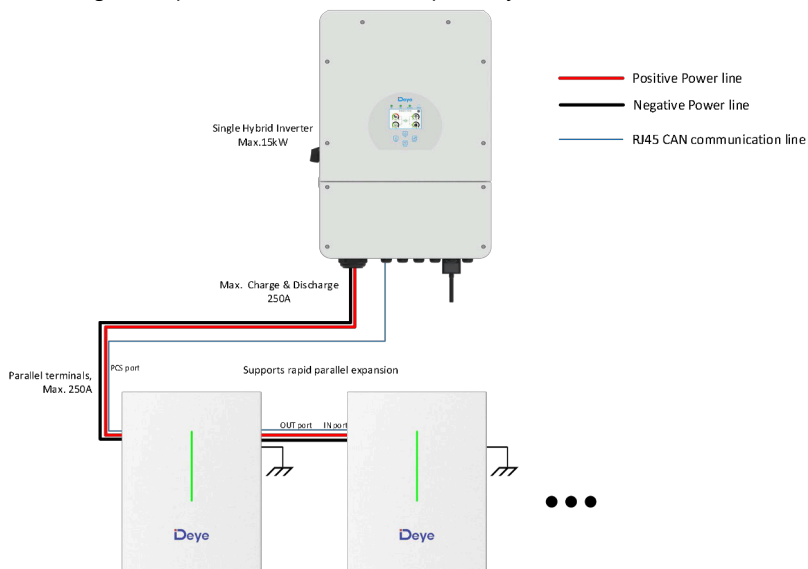 Deye
Single Hybrid Inverter
Max.15kW
Positive Power line
Negative Power line
RJ45 CAN communication line
Max. Charge & Discharge
250A
Parallel terminals,
Max. 250A
PCS port
Supports rapid parallel expansion
OUT port
IN port
Deye
Deye